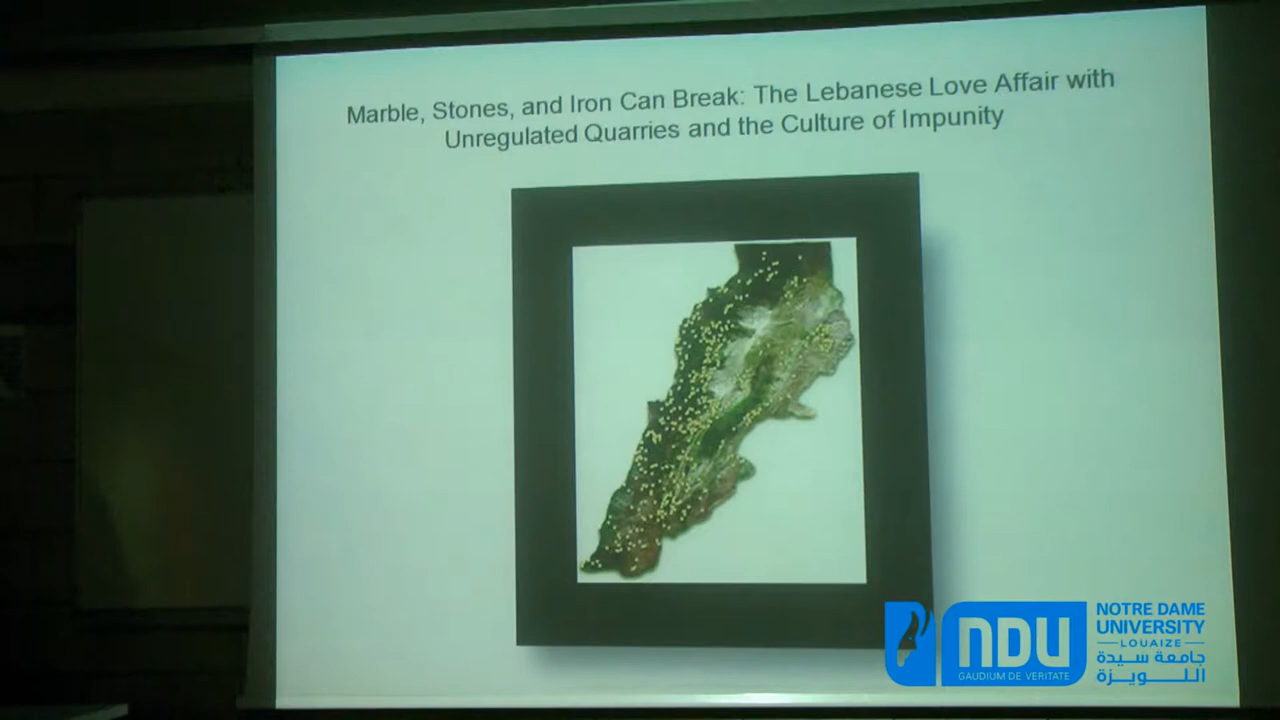 Marble, Stones, and Iron Can Break: The Lebanese Love Affair with
Unregulated Quarries and the Culture of Impunity
NDU
GAUDIUM DE VERITATE
NOTRE DAME
UNIVERSITY
LOUAIZE
جامعة سيدة
اللويزة